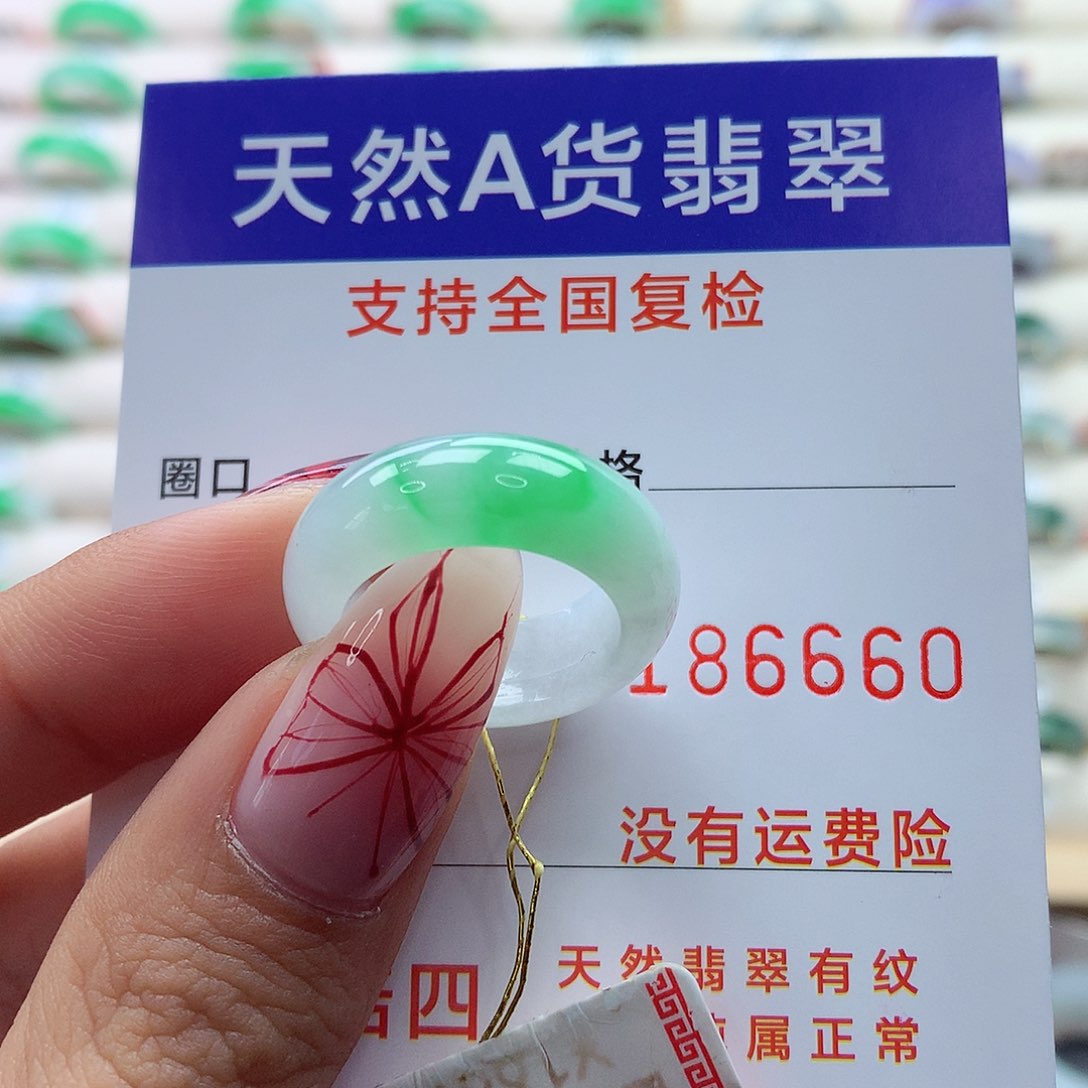 天然A货翡翠
支持全国复检
圈口 格
186660
没有运费险
四 天然翡翠有纹
属正常